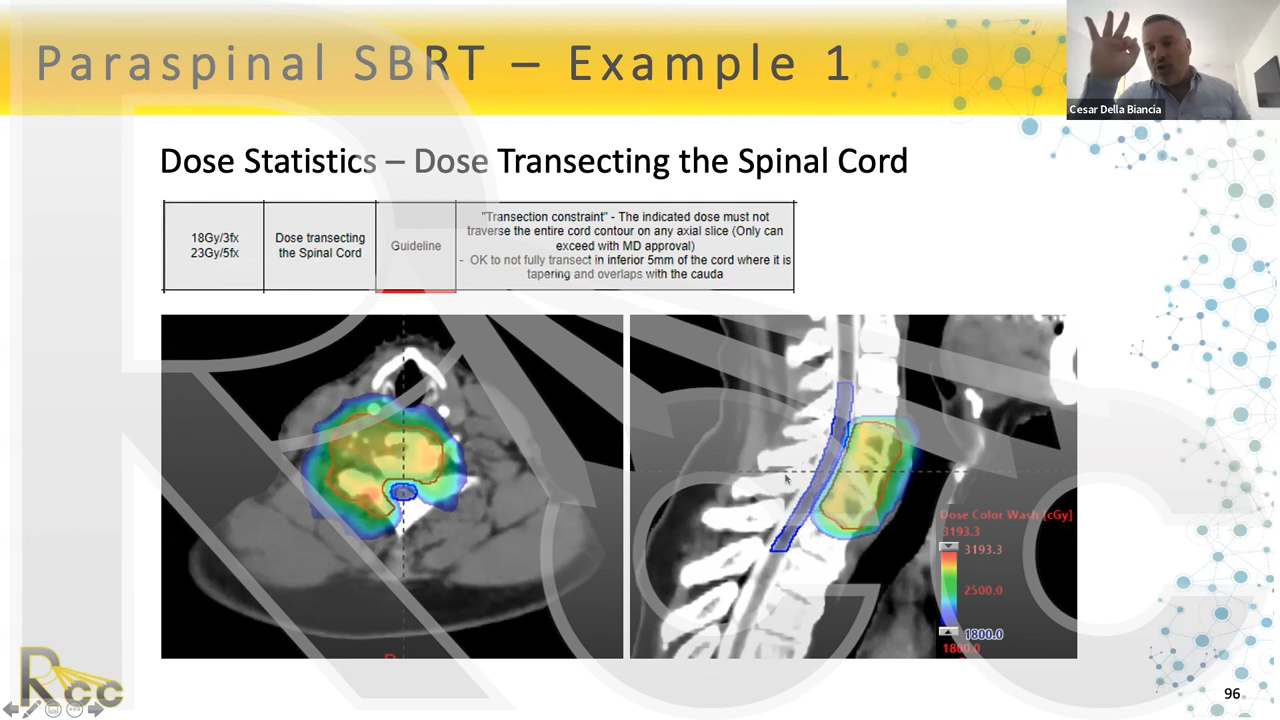 Paraspinal SBRT – Example 1
Cesar Della Biancia
Dose Statistics – Dose Transecting the Spinal Cord
18Gy/3fx
23Gy/5fx
Dose transecting
the Spinal Cord
Guideline
"Transection constraint" - The indicated dose must not
traverse the entire cord contour on any axial slice (Only can
exceed with MD approval)
- OK to not fully transect in inferior 5mm of the cord where it is
tapering and overlaps with the cauda
Dose Color Wash [cGy]
3193.3
3193.3
2500.0
1800.0
1800.0
Rcc
96